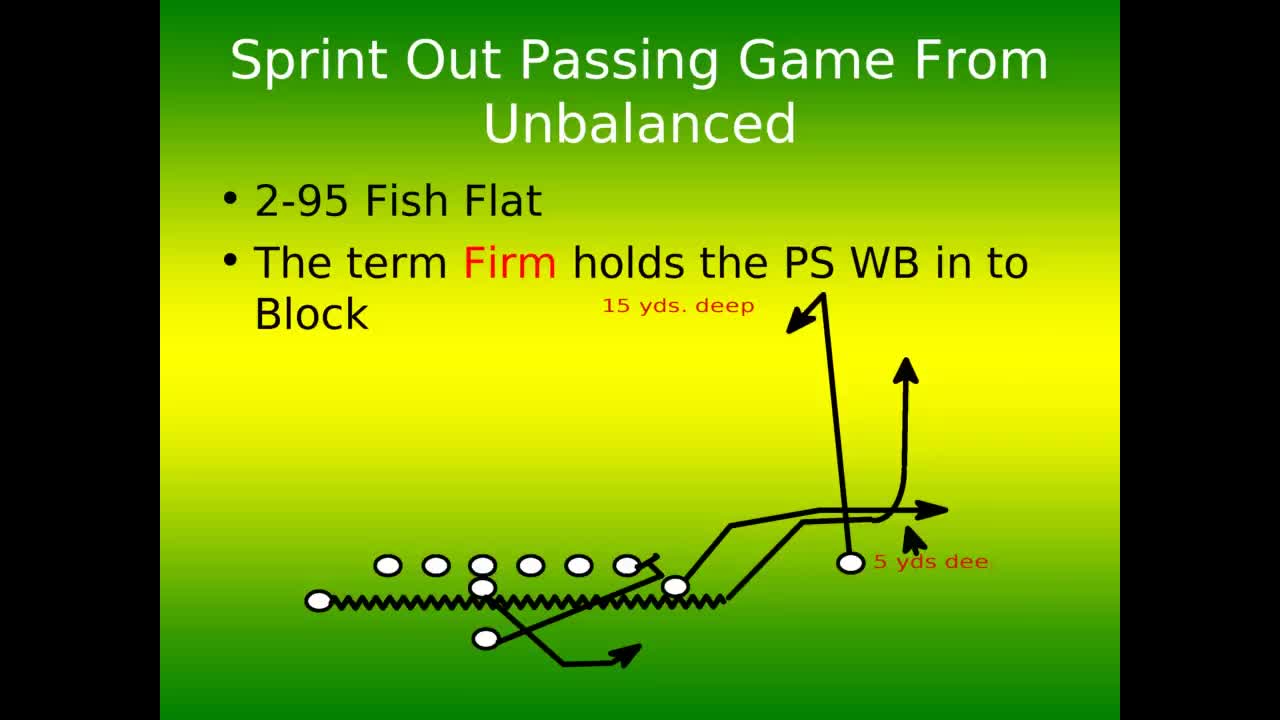 Sprint Out Passing Game From
Unbalanced
• 2-95 Fish Flat
• The term Firm holds the PS WB in to
Block
15 yds. deep
5 yds dee